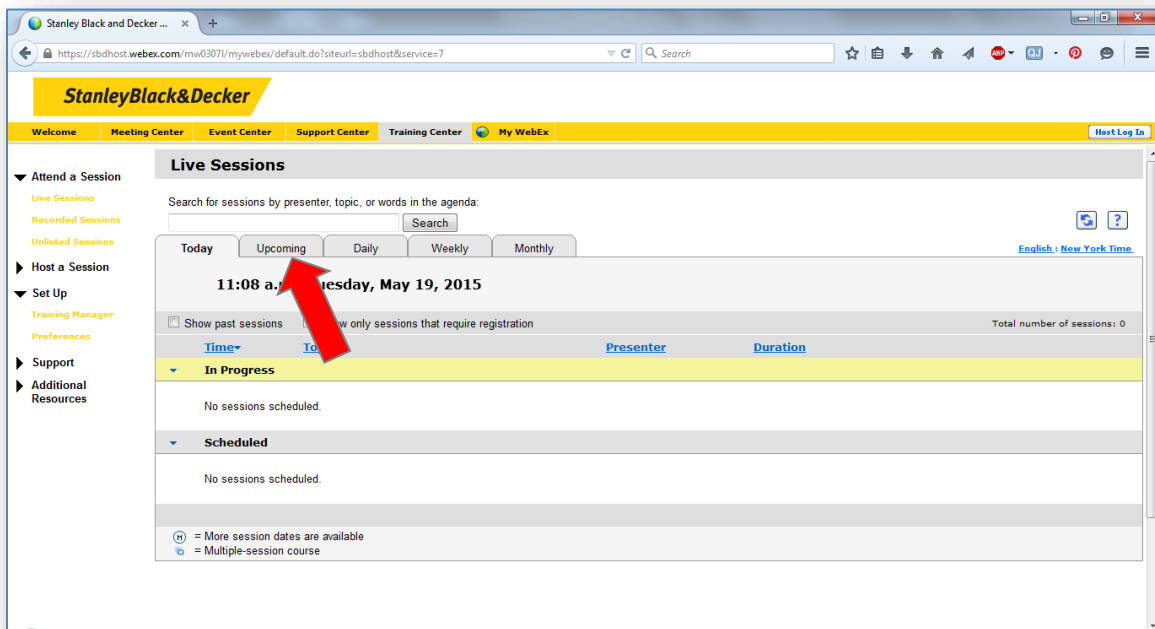 Stanley Black and Decker ... × +
https://sbdhost.webex.com/mw0307l/mywebex/default.do?siteurl=sbdhost&service=7 Search ABP QJ
StanleyBlack&Decker
Welcome Meeting Center Event Center Support Center Training Center My WebEx Host Log In
Live Sessions
Attend a Session
Live Sessions
Recorded Sessions
Unlisted Sessions
Host a Session
Set Up
Training Manager
Preferences
Support
Additional
Resources
Search for sessions by presenter, topic, or words in the agenda:
Search
?
Today Upcoming Daily Weekly Monthly
English : New York Time
11:08 a. uesday, May 19, 2015
Show past sessions only sessions that require registration Total number of sessions: 0
Time To Presenter Duration
In Progress
No sessions scheduled.
Scheduled
No sessions scheduled.
M = More session dates are available
= Multiple-session course